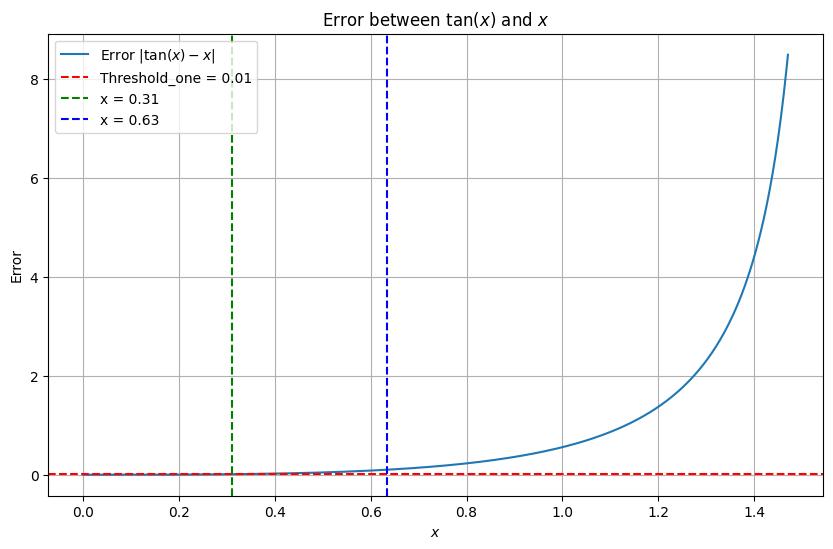 Error between tan(x) and x
Error |tan(x) − x|
Threshold_one = 0.01
x = 0.31
x = 0.63
Error
8
6
4
2
0
0.0 0.2 0.4 0.6 0.8 1.0 1.2 1.4
x